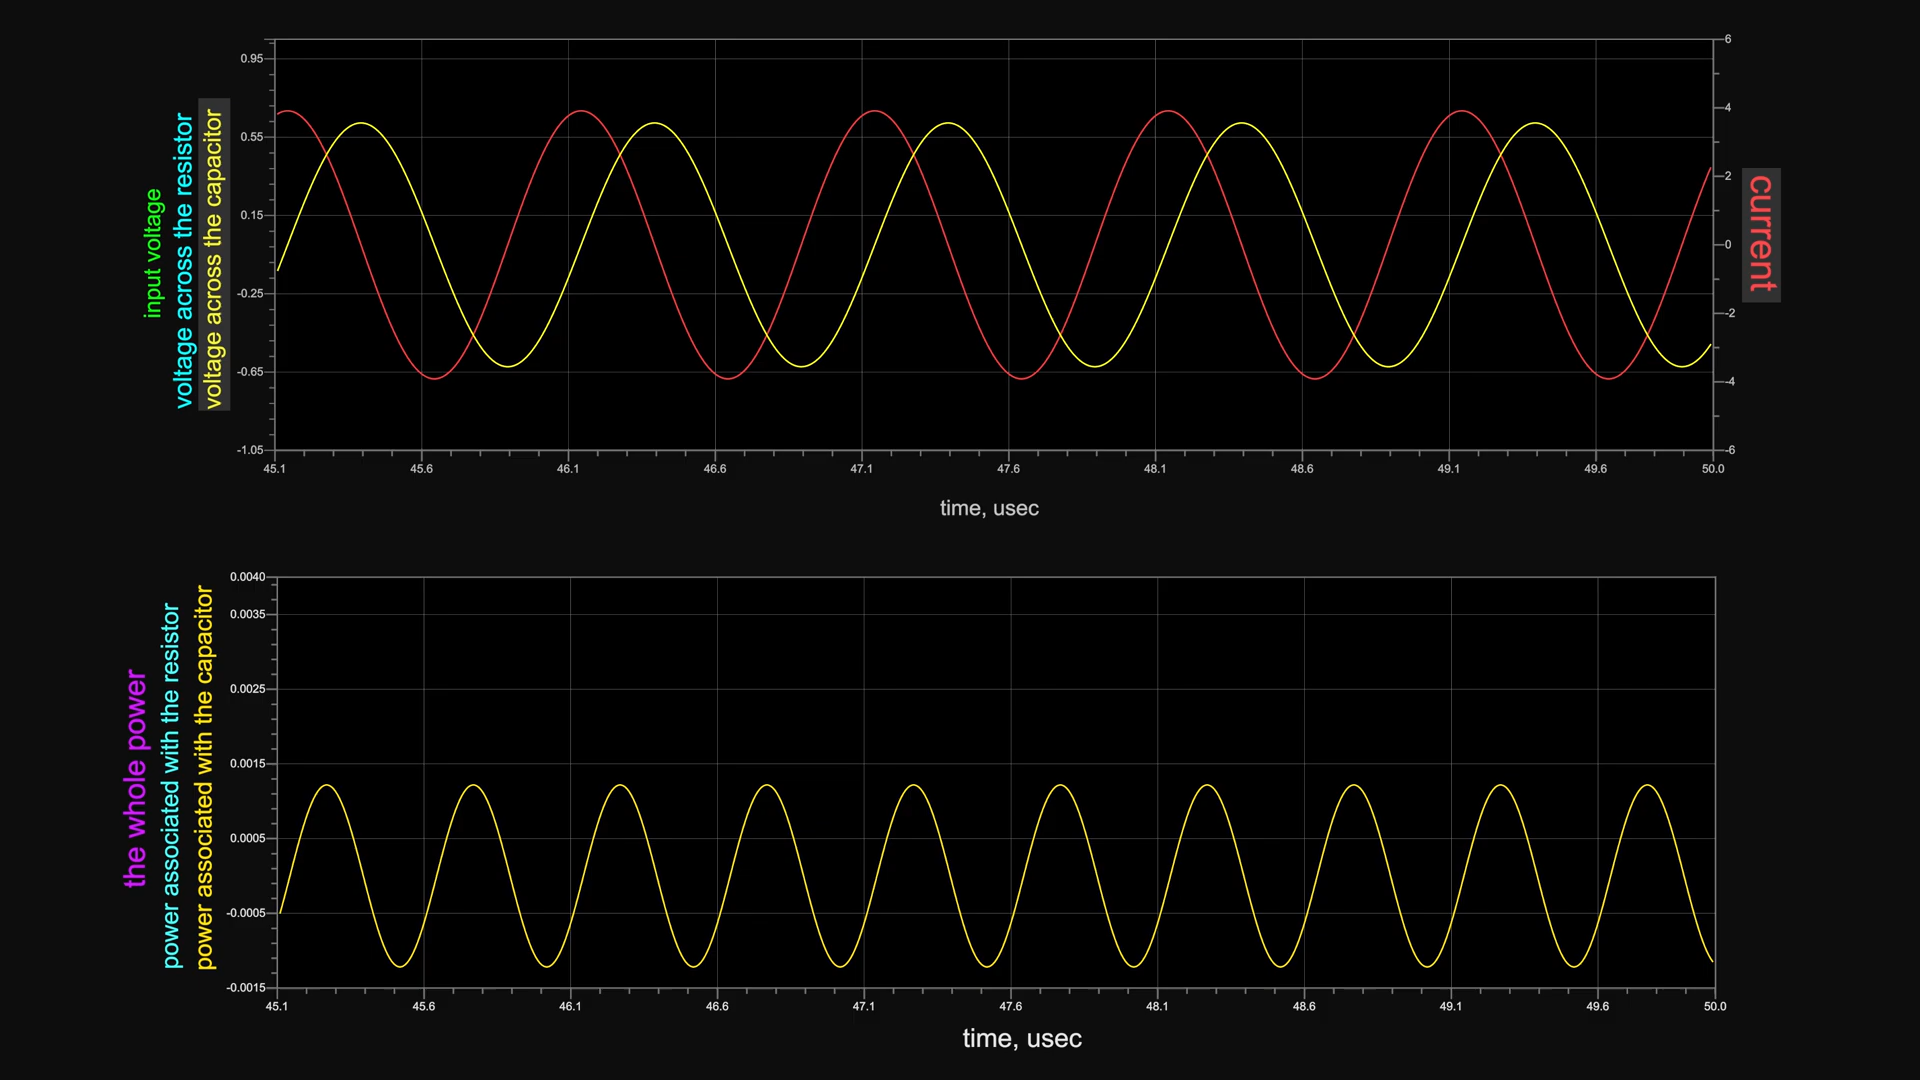 input voltage
voltage across the resistor
voltage across the capacitor
0.95
0.55
0.15
-0.25
-0.65
-1.05
6
4
2
0
-2
-4
-6
current
45.1 45.6 46.1 46.6 47.1 47.6 48.1 48.6 49.1 49.6 50.0
time, usec
the whole power
power associated with the resistor
power associated with the capacitor
0.0040
0.0035
0.0025
0.0015
0.0005
-0.0005
-0.0015
45.1 45.6 46.1 46.6 47.1 47.6 48.1 48.6 49.1 49.6 50.0
time, usec